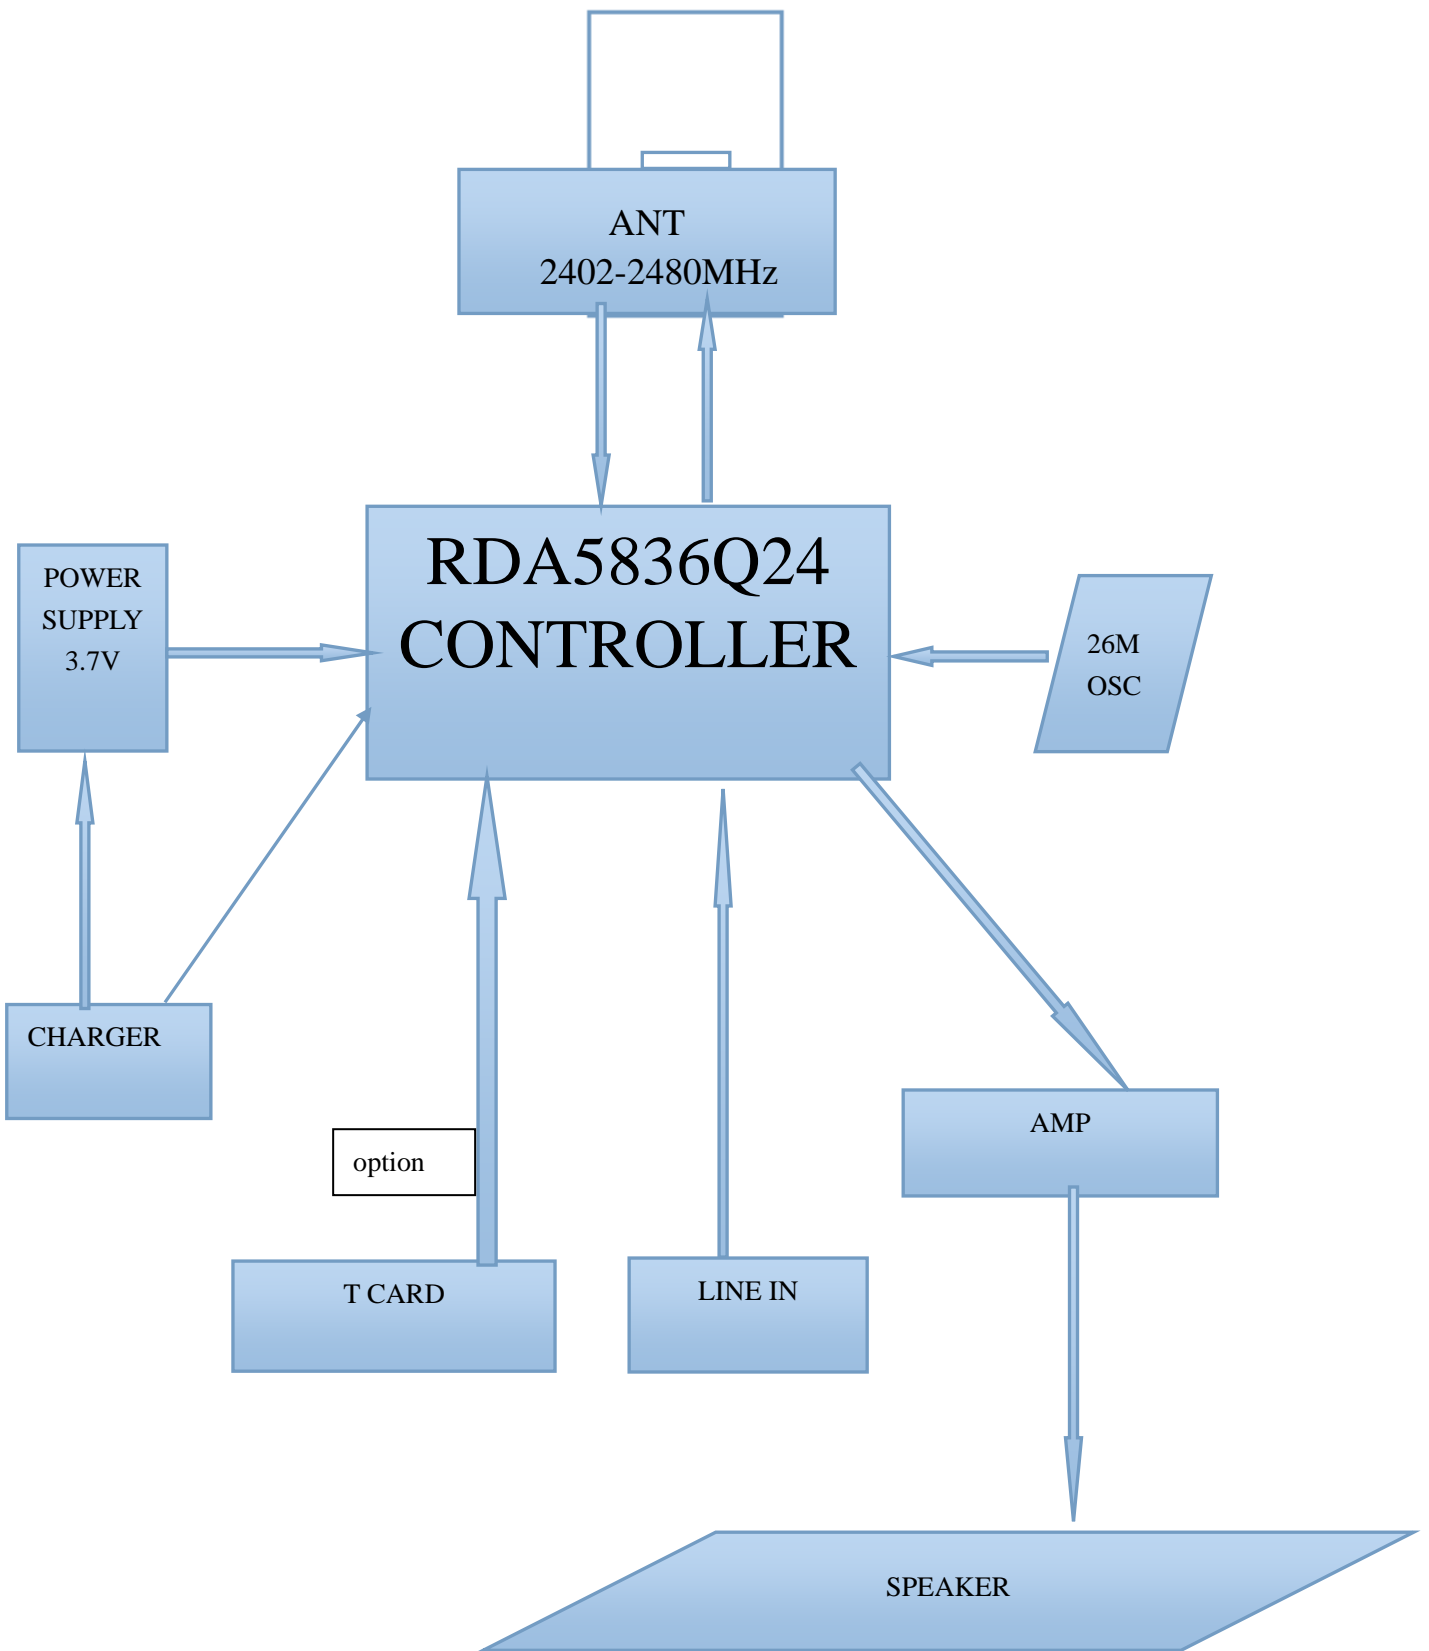 ANT
2402-2480MHz
RDA5836Q24
CONTROLLER
POWER
SUPPLY
3.7V
26M
OSC
CHARGER
AMP
option
T CARD
LINE IN
SPEAKER